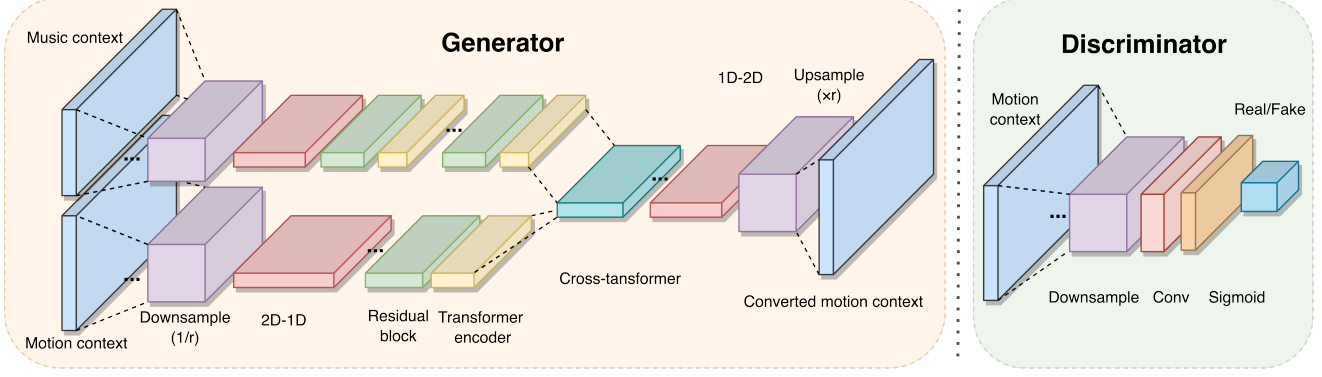 Generator
Music context
1D-2D
Upsample
(×r)
...
...
...
...
...
Cross-tansformer
Converted motion context
Downsample
(1/r)
2D-1D
Residual
block
Transformer
encoder
Motion context
Discriminator
Motion
context
Real/Fake
...
Downsample
Conv
Sigmoid